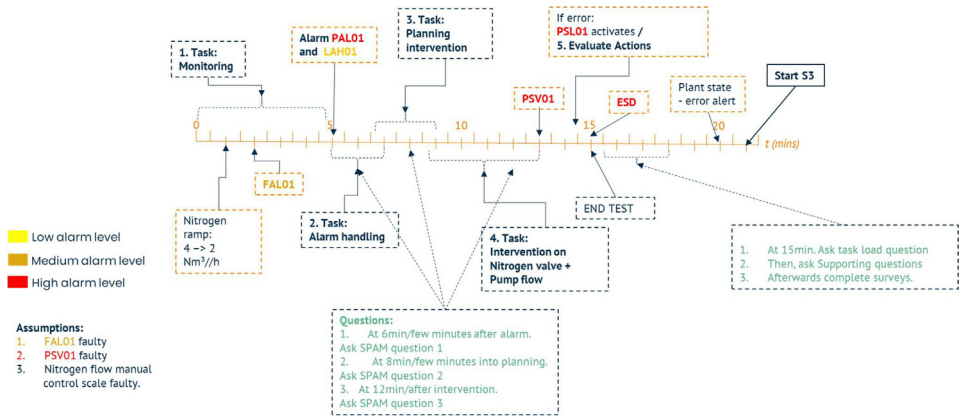 1. Task:
Monitoring
Alarm PAL01
and LAH01
3. Task:
Planning
intervention
If error:
PSL01 activates /
5. Evaluate Actions
PSV01
ESD
Plant state
- error alert
Start S3
0
5
10
15
20
t (mins)
FAL01
Nitrogen
ramp:
4 –> 2
Nm³//h
2. Task:
Alarm handling
4. Task:
Intervention on
Nitrogen valve +
Pump flow
END TEST
1. At 15min. Ask task load question
2. Then, ask Supporting questions
3. Afterwards complete surveys.
Low alarm level
Medium alarm level
High alarm level
Assumptions:
1. FAL01 faulty
2. PSV01 faulty
3. Nitrogen flow manual
control scale faulty.
Questions:
1. At 6min/few minutes after alarm.
Ask SPAM question 1
2. At 8min/few minutes into planning.
Ask SPAM question 2
3. At 12min/after intervention.
Ask SPAM question 3